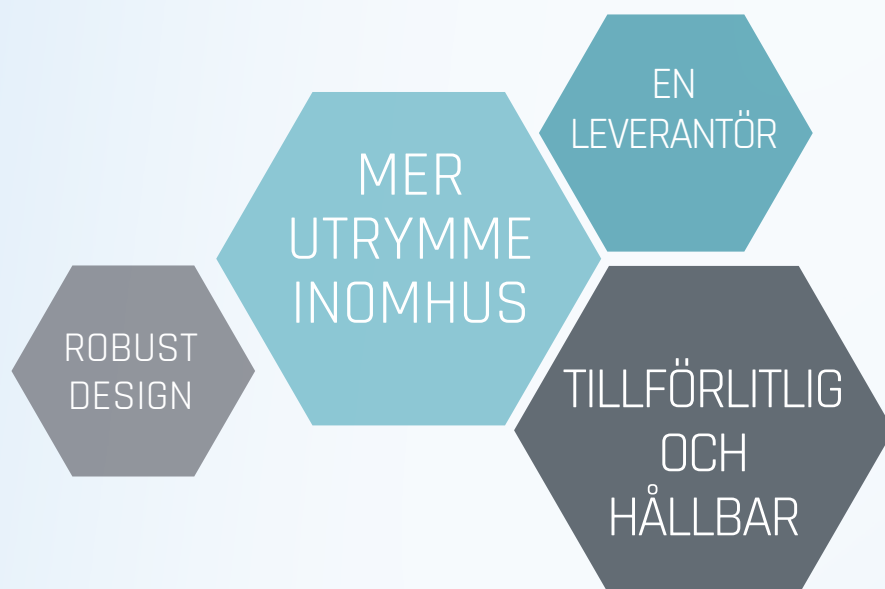 EN
LEVERANTÖR
MER
UTRYMME
INOMHUS
ROBUST
DESIGN
TILLFÖRLITLIG
OCH
HÅLLBAR